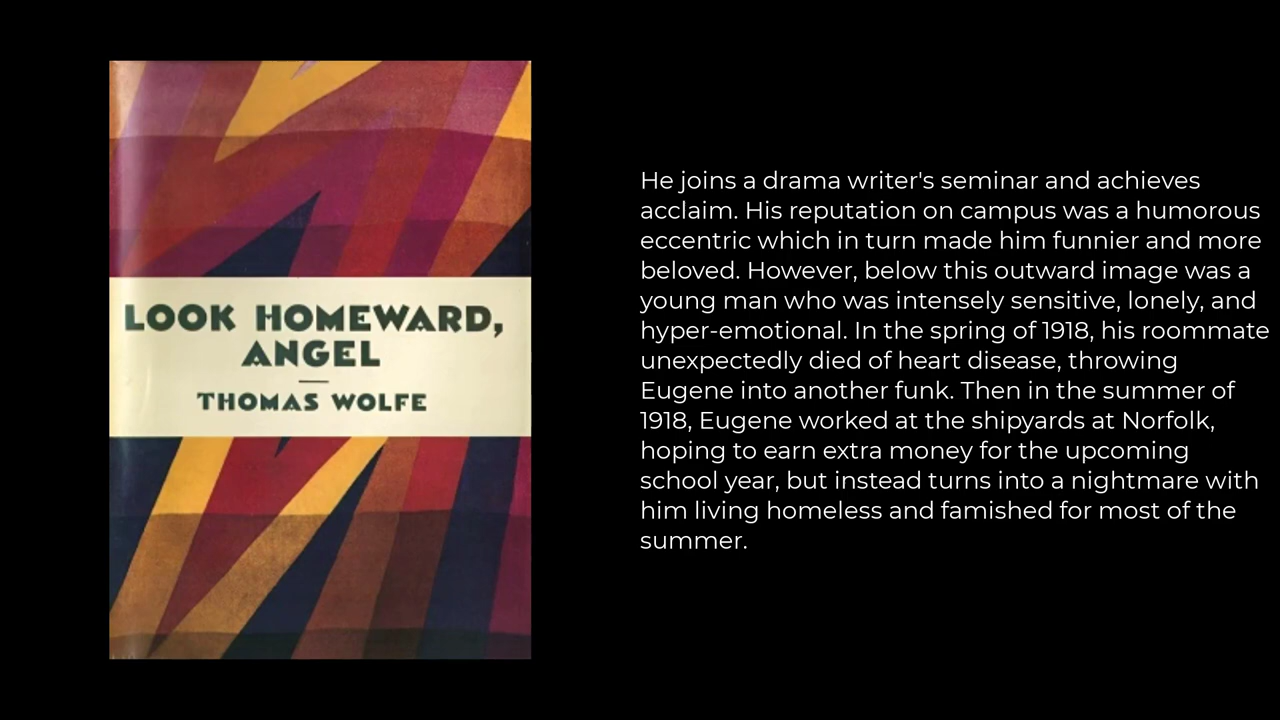 LOOK HOMEWARD,
ANGEL
THOMAS WOLFE
He joins a drama writer's seminar and achieves
acclaim. His reputation on campus was a humorous
eccentric which in turn made him funnier and more
beloved. However, below this outward image was a
young man who was intensely sensitive, lonely, and
hyper-emotional. In the spring of 1918, his roommate
unexpectedly died of heart disease, throwing
Eugene into another funk. Then in the summer of
1918, Eugene worked at the shipyards at Norfolk,
hoping to earn extra money for the upcoming
school year, but instead turns into a nightmare with
him living homeless and famished for most of the
summer.